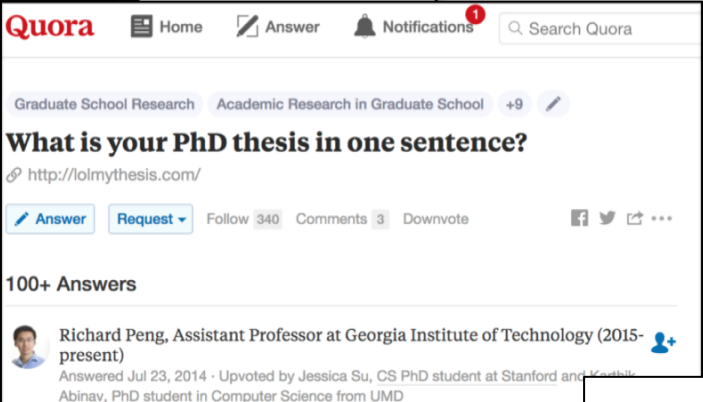 Quora Home Answer Notifications 1 Search Quora
Graduate School Research Academic Research in Graduate School +9
What is your PhD thesis in one sentence?
http://lolmythesis.com/
Answer Request Follow 340 Comments 3 Downvote
100+ Answers
Richard Peng, Assistant Professor at Georgia Institute of Technology (2015-
present)
Answered Jul 23, 2014 · Upvoted by Jessica Su, CS PhD student at Stanford and Karthik
Abinav, PhD student in Computer Science from UMD